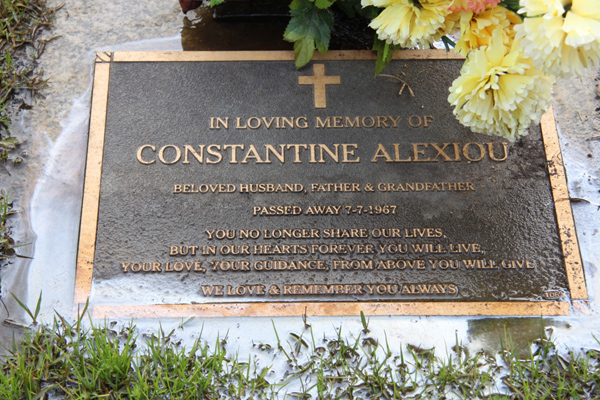 IN LOVING MEMORY OF
CONSTANTINE ALEXIOU
BELOVED HUSBAND, FATHER & GRANDFATHER
PASSED AWAY 7-7-1967
YOU NO LONGER SHARE OUR LIVES,
BUT IN OUR HEARTS FOREVER YOU WILL LIVE,
YOUR LOVE, YOUR GUIDANCE, FROM ABOVE YOU WILL GIVE
WE LOVE & REMEMBER YOU ALWAYS